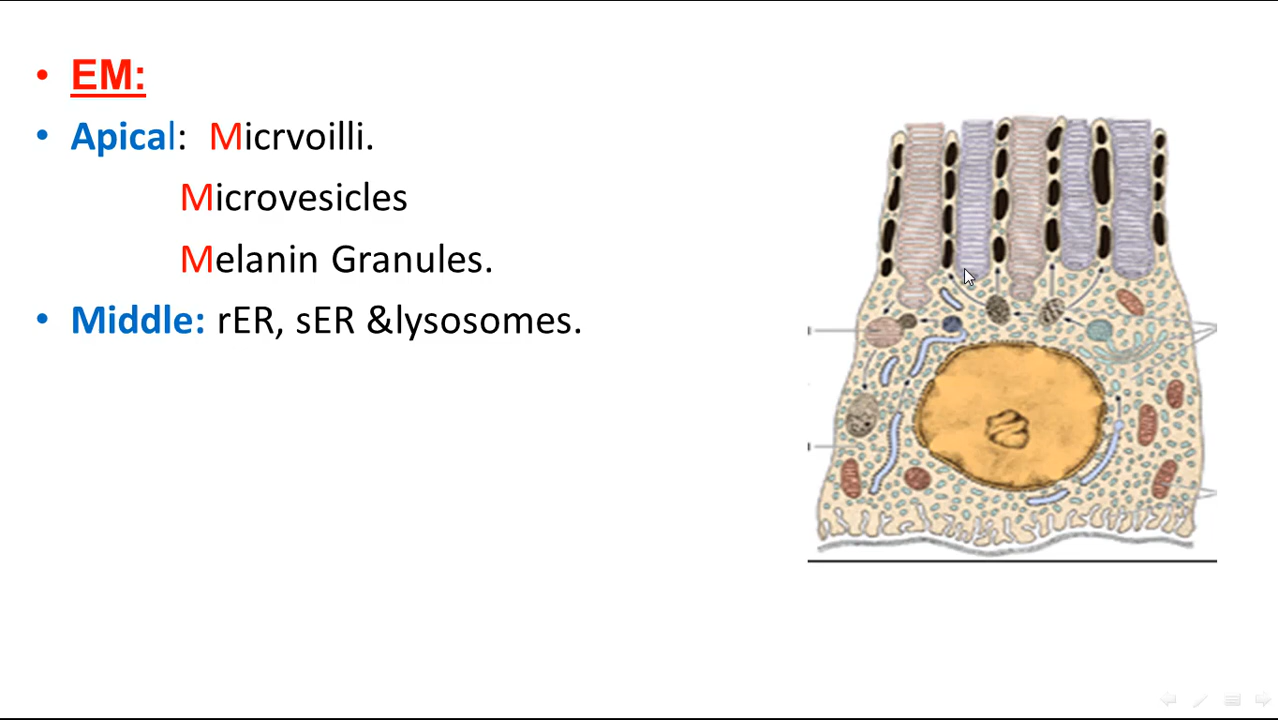 EM:
Apical: Micrvoilli.
Microvesicles
Melanin Granules.
Middle: rER, sER &lysosomes.